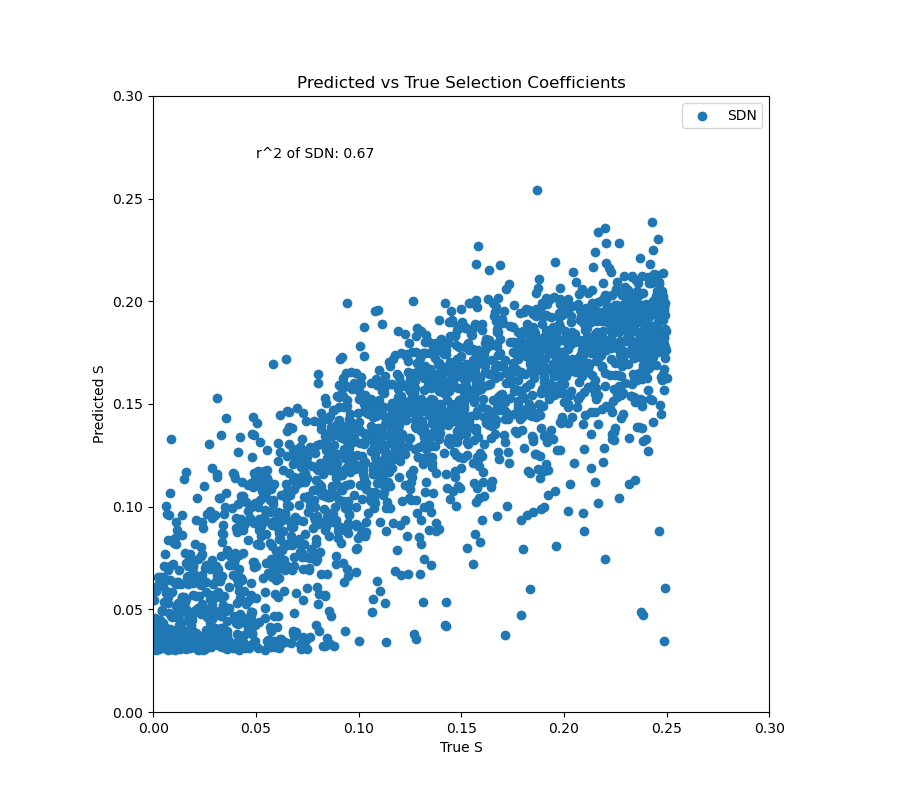 Predicted vs True Selection Coefficients
0.30
SDN
r^2 of SDN: 0.67
0.25
0.20
0.15
Predicted S
0.10
0.05
0.00
0.00 0.05 0.10 0.15 0.20 0.25 0.30
True S